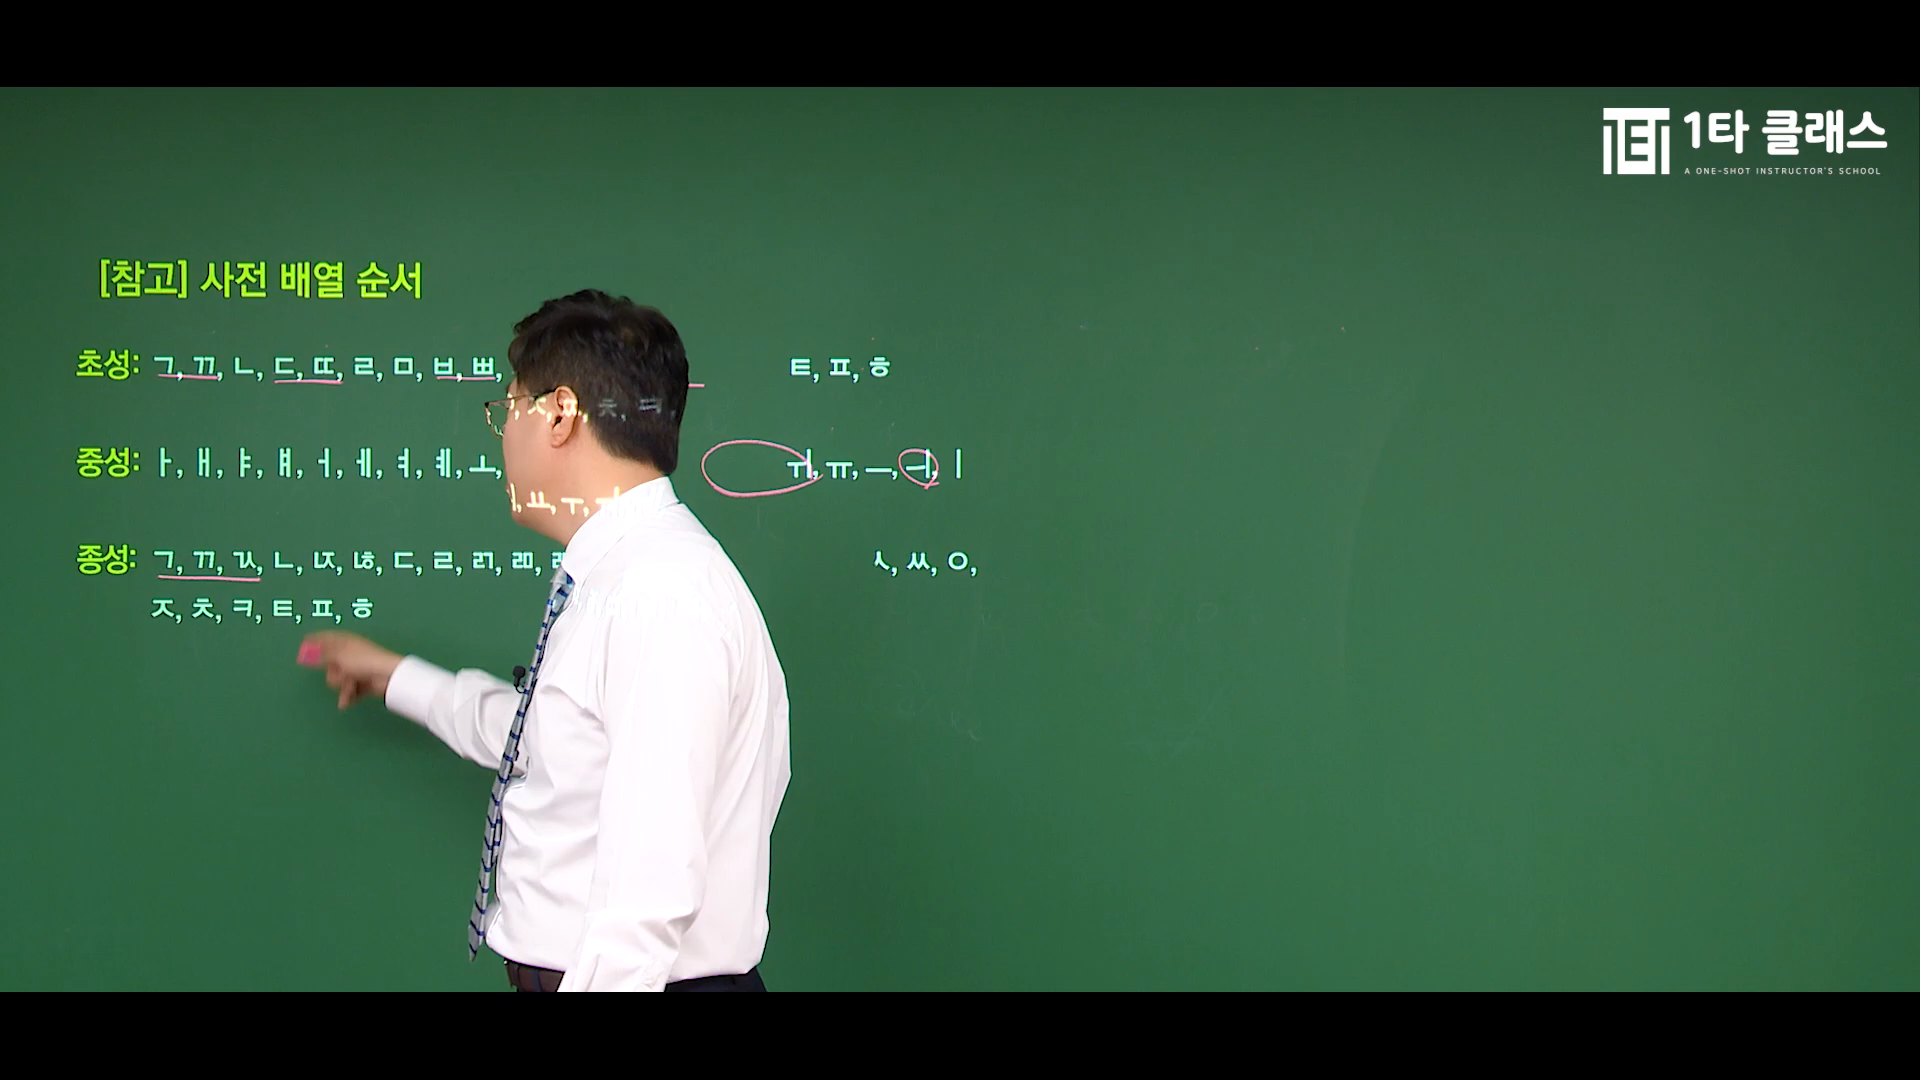 1타 클래스
A ONE-SHOT INSTRUCTOR'S SCHOOL
[참고] 사전 배열 순서
초성: ㄱ, ㄲ, ㄴ, ㄷ, ㄸ, ㄹ, ㅁ, ㅂ, ㅃ, ㅌ, ㅍ, ㅎ
중성: ㅏ, ㅐ, ㅑ, ㅒ, ㅓ, ㅔ, ㅕ, ㅖ, ㅗ, ㅞ, ㅠ, ㅡ, ㅢ, ㅣ
종성: ㄱ, ㄲ, ㄳ, ㄴ, ㄵ, ㄶ, ㄷ, ㄹ, ㄺ, ㄻ, ㅅ, ㅆ, ㅇ,
ㅈ, ㅊ, ㅋ, ㅌ, ㅍ, ㅎ